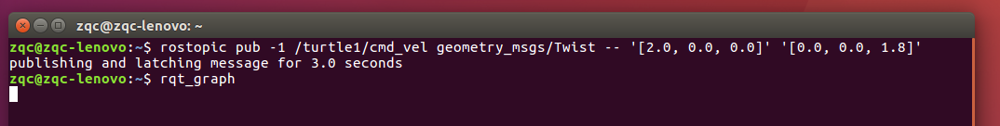 zqc@zqc-lenovo: ~
zqc@zqc-lenovo:~$ rostopic pub -1 /turtle1/cmd_vel geometry_msgs/Twist -- '[2.0, 0.0, 0.0]' '[0.0, 0.0, 1.8]'
publishing and latching message for 3.0 seconds
zqc@zqc-lenovo:~$ rqt_graph